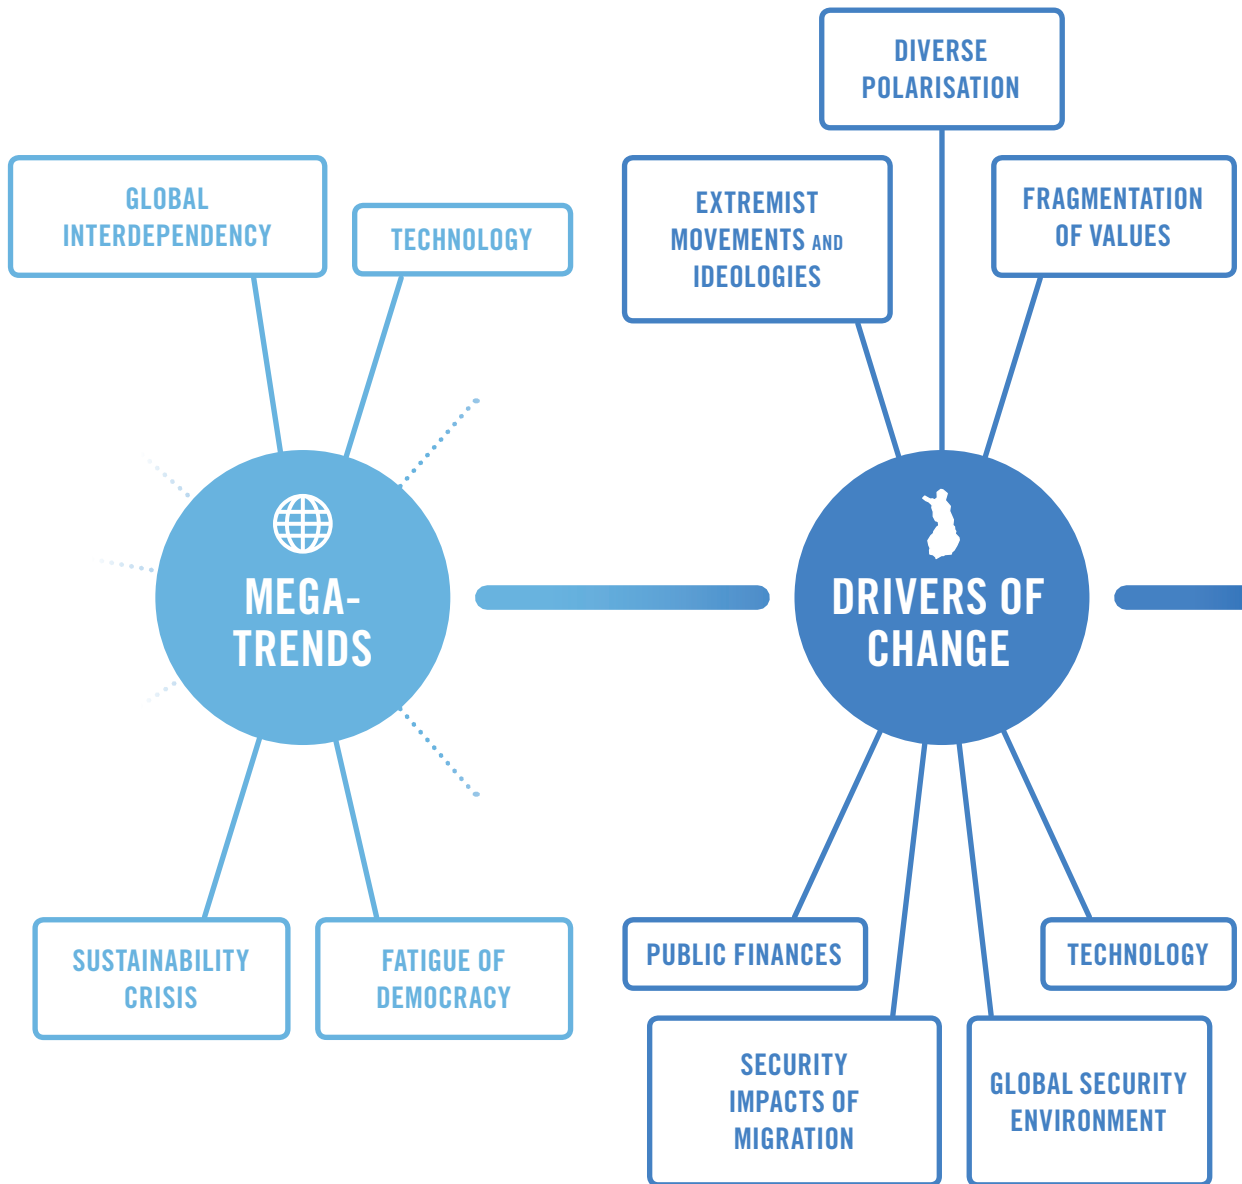 DIVERSE
POLARISATION
GLOBAL
INTERDEPENDENCY
TECHNOLOGY
EXTREMIST
MOVEMENTS AND
IDEOLOGIES
FRAGMENTATION
OF VALUES
MEGA-
TRENDS
DRIVERS OF
CHANGE
SUSTAINABILITY
CRISIS
FATIGUE OF
DEMOCRACY
PUBLIC FINANCES
TECHNOLOGY
SECURITY
IMPACTS OF
MIGRATION
GLOBAL SECURITY
ENVIRONMENT